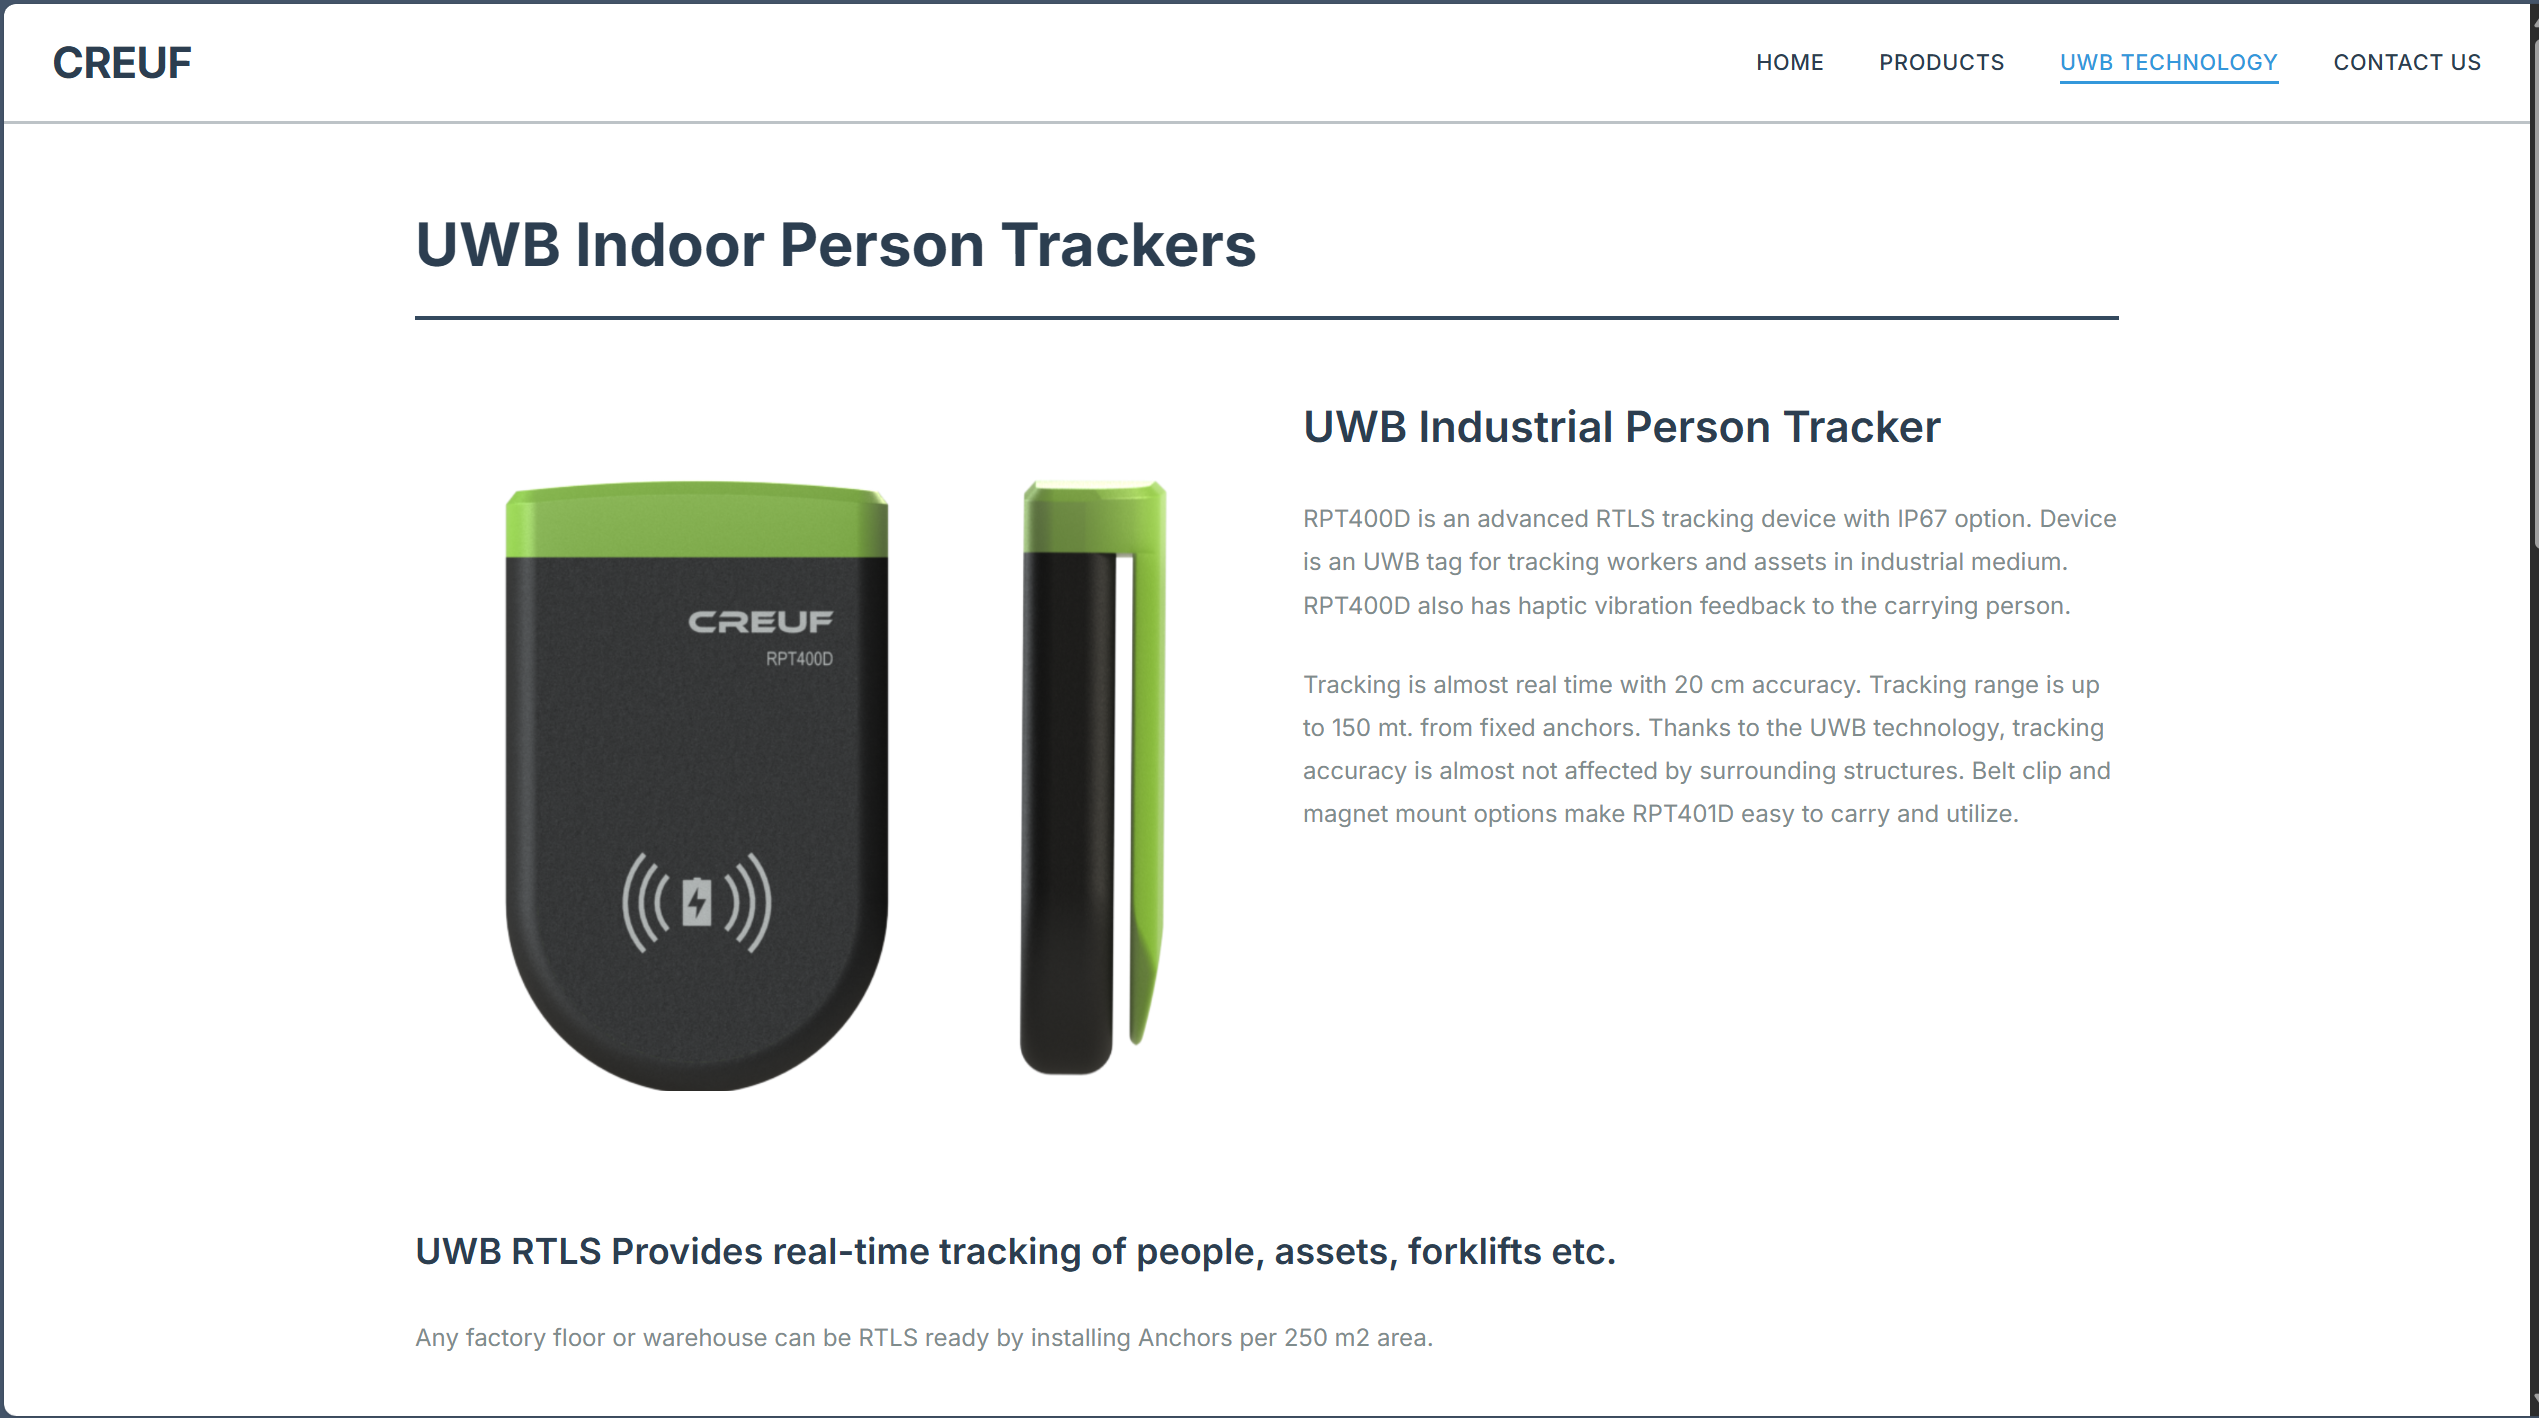 CREUF
HOME PRODUCTS UWB TECHNOLOGY CONTACT US
UWB Indoor Person Trackers
CREUF
RPT400D
UWB Industrial Person Tracker
RPT400D is an advanced RTLS tracking device with IP67 option. Device
is an UWB tag for tracking workers and assets in industrial medium.
RPT400D also has haptic vibration feedback to the carrying person.
Tracking is almost real time with 20 cm accuracy. Tracking range is up
to 150 mt. from fixed anchors. Thanks to the UWB technology, tracking
accuracy is almost not affected by surrounding structures. Belt clip and
magnet mount options make RPT401D easy to carry and utilize.
UWB RTLS Provides real-time tracking of people, assets, forklifts etc.
Any factory floor or warehouse can be RTLS ready by installing Anchors per 250 m2 area.